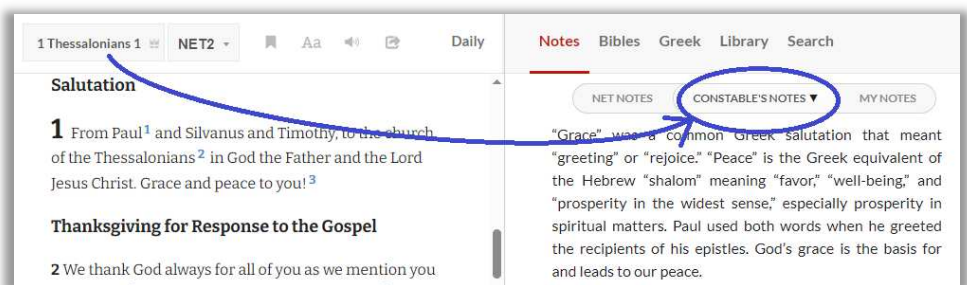 1 Thessalonians 1 NET2 Aa Daily
Salutation
1 From Paul1 and Silvanus and Timothy, to the church
of the Thessalonians2 in God the Father and the Lord
Jesus Christ. Grace and peace to you!3
Thanksgiving for Response to the Gospel
2 We thank God always for all of you as we mention you
Notes Bibles Greek Library Search
NET NOTES CONSTABLE'S NOTES ▼ MY NOTES
“Grace” was a common Greek salutation that meant
“greeting” or “rejoice.” “Peace” is the Greek equivalent of
the Hebrew “shalom” meaning “favor,” “well-being,” and
“prosperity in the widest sense,” especially prosperity in
spiritual matters. Paul used both words when he greeted
the recipients of his epistles. God’s grace is the basis for
and leads to our peace.